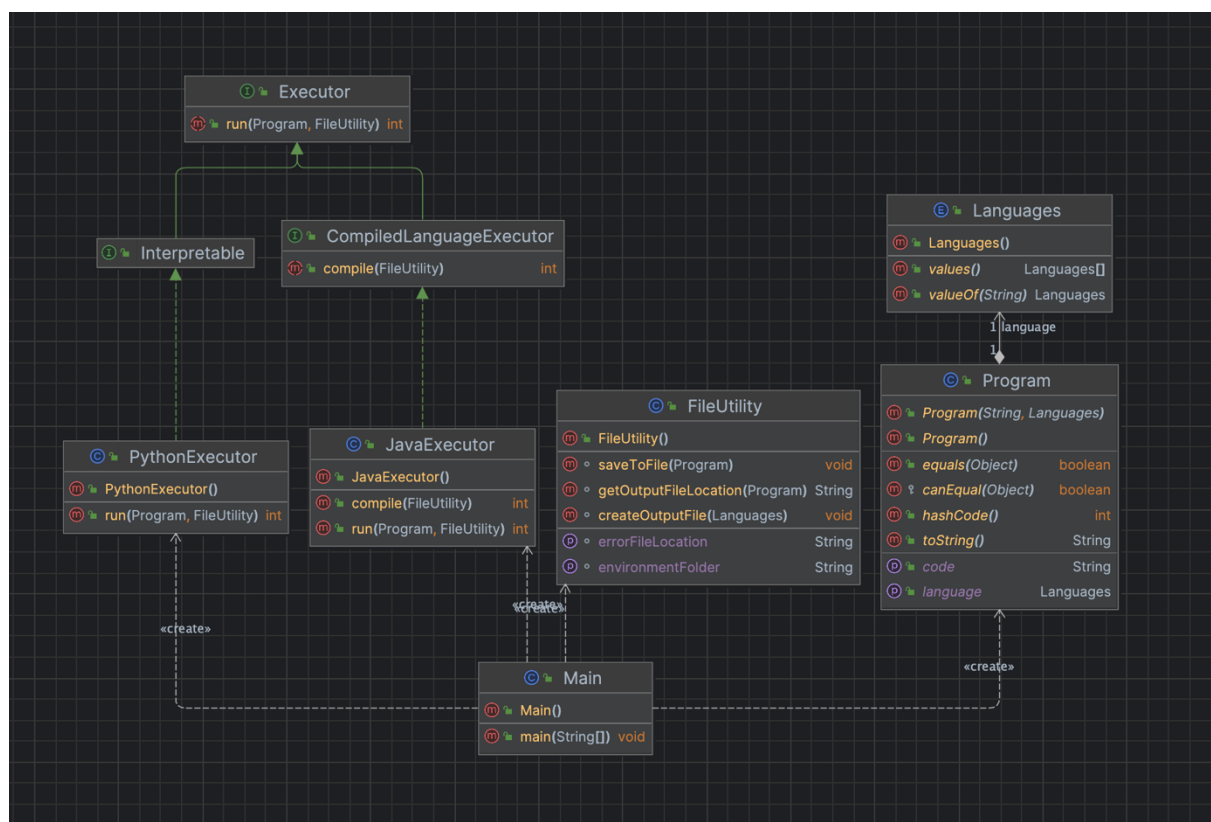 Executor
run(Program, FileUtility) int
Interpretable
CompiledLanguageExecutor
compile(FileUtility) int
Languages
Languages()
values() Languages[]
valueOf(String) Languages
1 language
1
Program
Program(String, Languages)
Program()
equals(Object) boolean
canEqual(Object) boolean
hashCode() int
toString() String
code String
language Languages
FileUtility
FileUtility()
saveToFile(Program) void
getOutputFileLocation(Program) String
createOutputFile(Languages) void
errorFileLocation String
environmentFolder String
JavaExecutor
JavaExecutor()
compile(FileUtility) int
run(Program, FileUtility) int
PythonExecutor
PythonExecutor()
run(Program, FileUtility) int
«create»
«create»
«create»
«create»
Main
Main()
main(String[]) void